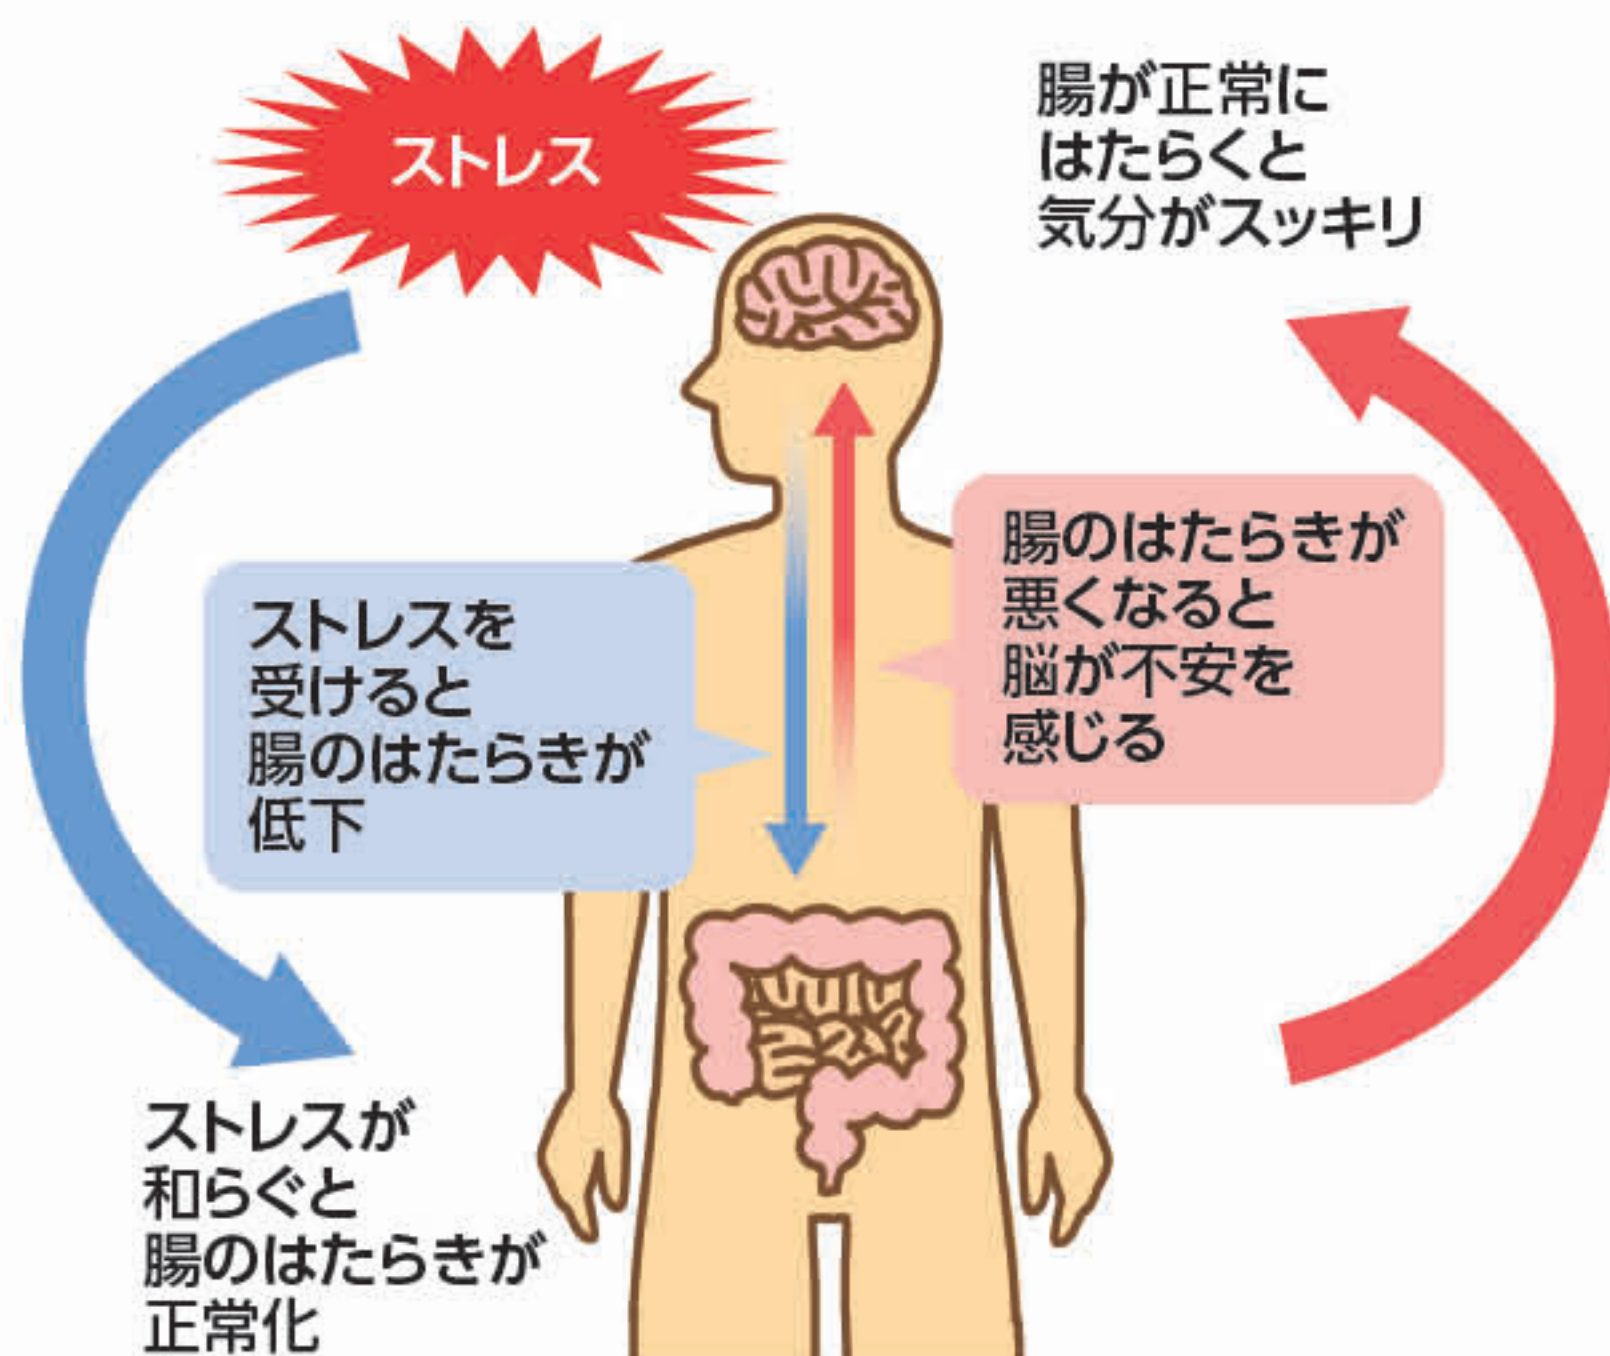 ストレス
腸が正常に
はたらくと
気分がスッキリ
ストレスを
受けると
腸のはたらきが
低下
腸のはたらきが
悪くなると
脳が不安を
感じる
ストレスが
和らぐと
腸のはたらきが
正常化